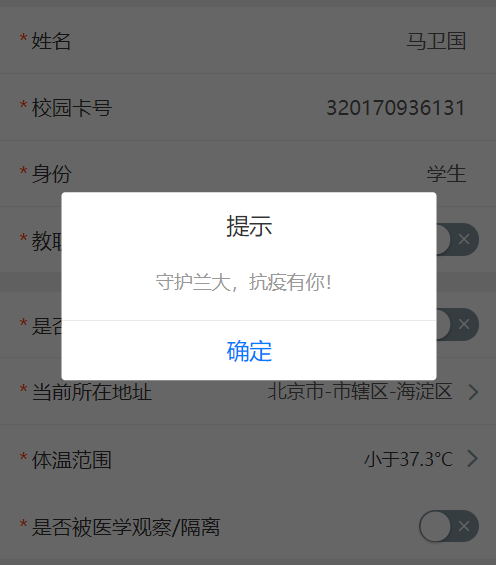 *姓名 马卫国
*校园卡号 320170936131
*身份 学生
*教职
提示
守护兰大，抗疫有你！
*是否
确定
*当前所在地址 北京市-市辖区-海淀区
*体温范围 小于37.3℃
*是否被医学观察/隔离